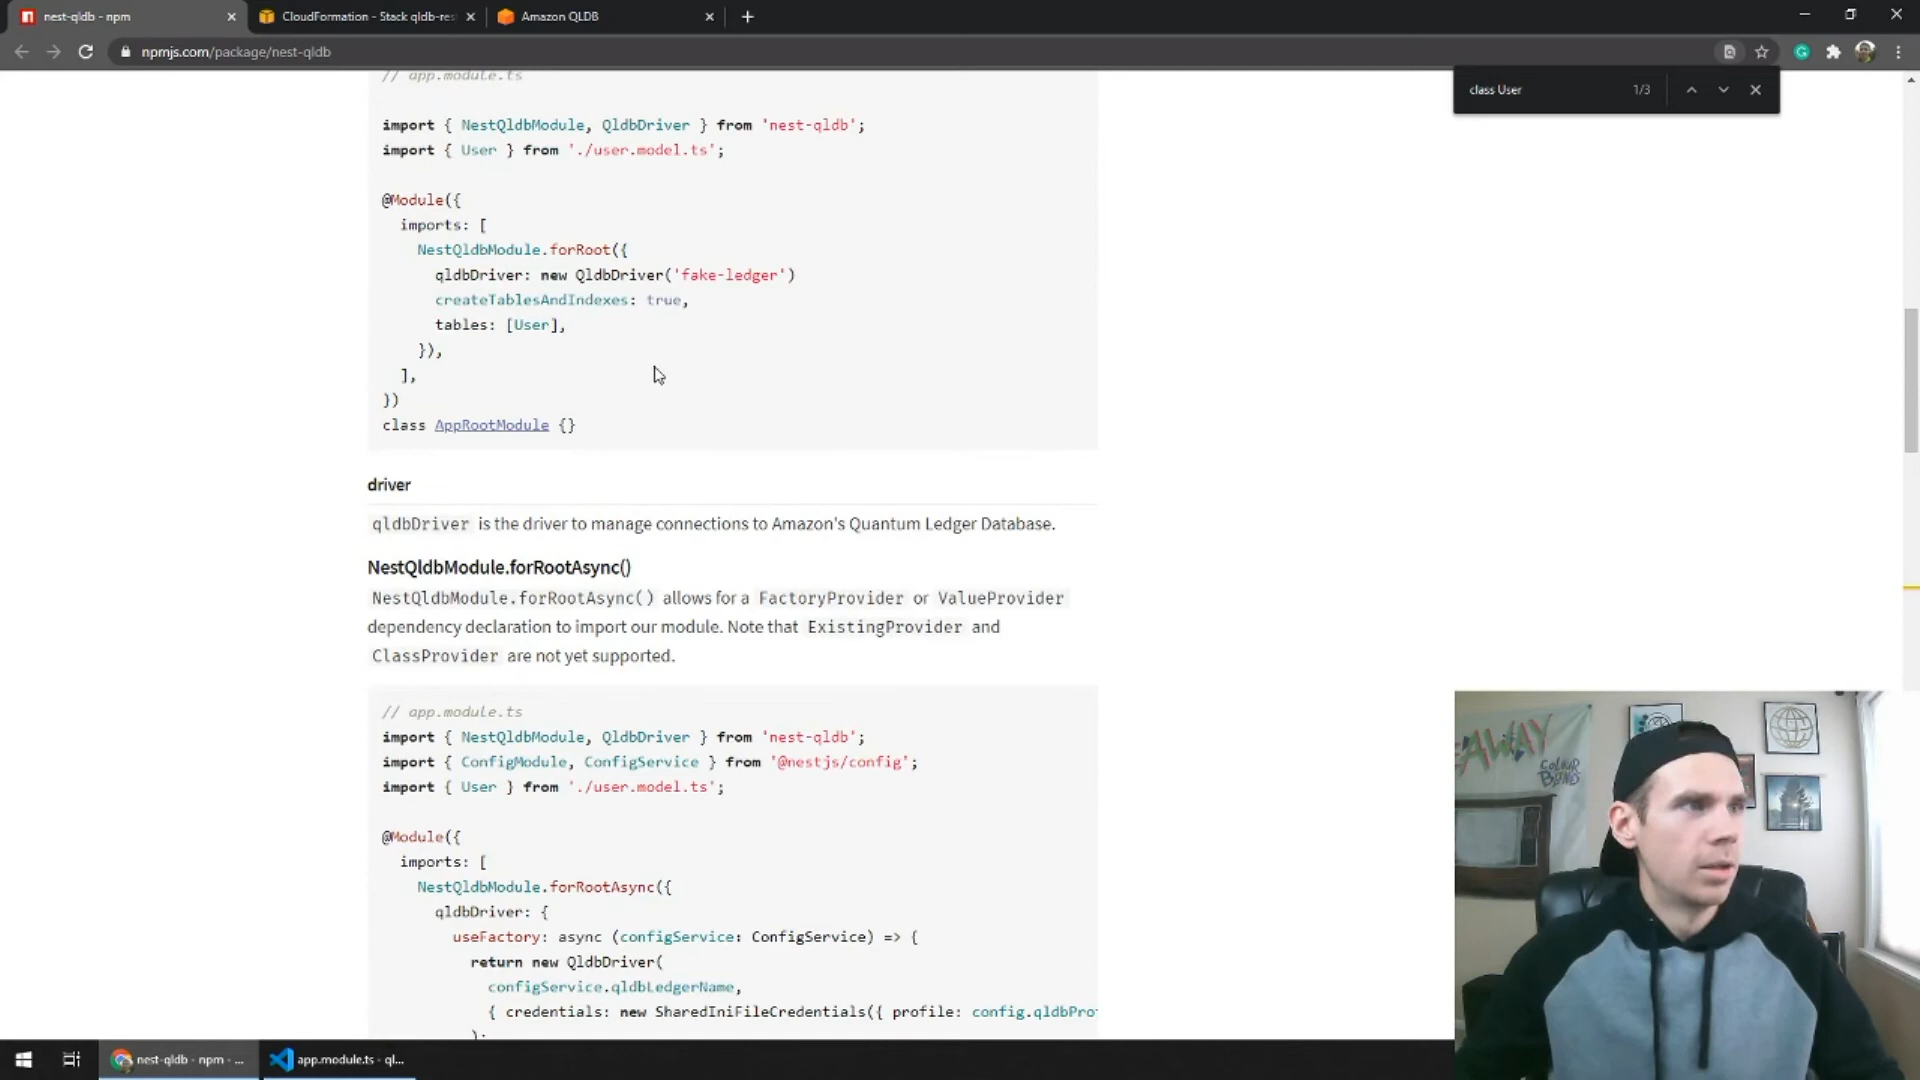 nest-qldb - npm
CloudFormation - Stack qldb-res
Amazon QLDB
npmjs.com/package/nest-qldb
class User 1/3
// app.module.ts
import { NestQldbModule, QldbDriver } from 'nest-qldb';
import { User } from './user.model.ts';
@Module({
imports: [
NestQldbModule.forRoot({
qldbDriver: new QldbDriver('fake-ledger')
createTablesAndIndexes: true,
tables: [User],
}),
],
})
class AppRootModule {}
driver
qldbDriver is the driver to manage connections to Amazon's Quantum Ledger Database.
NestQldbModule.forRootAsync()
NestQldbModule.forRootAsync() allows for a FactoryProvider or ValueProvider
dependency declaration to import our module. Note that ExistingProvider and
ClassProvider are not yet supported.
// app.module.ts
import { NestQldbModule, QldbDriver } from 'nest-qldb';
import { ConfigModule, ConfigService } from '@nestjs/config';
import { User } from './user.model.ts';
@Module({
imports: [
NestQldbModule.forRootAsync({
qldbDriver: {
useFactory: async (configService: ConfigService) => {
return new QldbDriver(
configService.qldbLedgerName,
{ credentials: new SharedIniFileCredentials({ profile: config.qldbPro
);
AWAY
COLOUR
nest-qldb - npm - ...
app.module.ts - ql...